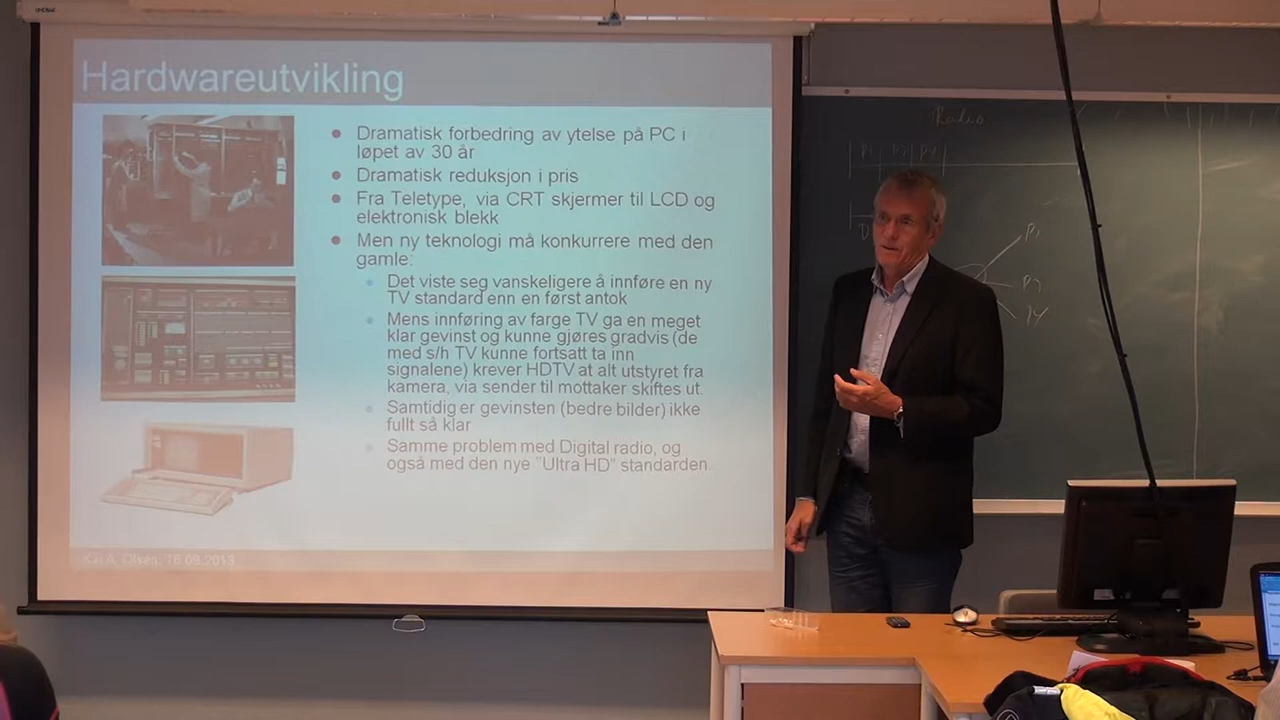 Hardwareutvikling
Dramatisk forbedring av ytelse på PC i
løpet av 30 år
Dramatisk reduksjon i pris
Fra Teletype, via CRT skjermer til LCD og
elektronisk blekk
Men ny teknologi må konkurrere med den
gamle:
Det viste seg vanskeligere å innføre en ny
TV standard enn en først antok
Mens innføring av farge TV ga en meget
klar gevinst og kunne gjøres gradvis (de
med s/h TV kunne fortsatt ta inn
signalene) krever HDTV at alt utstyret fra
kamera, via sender til mottaker skiftes ut.
Samtidig er gevinsten (bedre bilder) ikke
fullt så klar
Samme problem med Digital radio, og
også med den nye "Ultra HD" standarden.
Kai A. Olsen, 16.09.2013
Radio
P1
P4